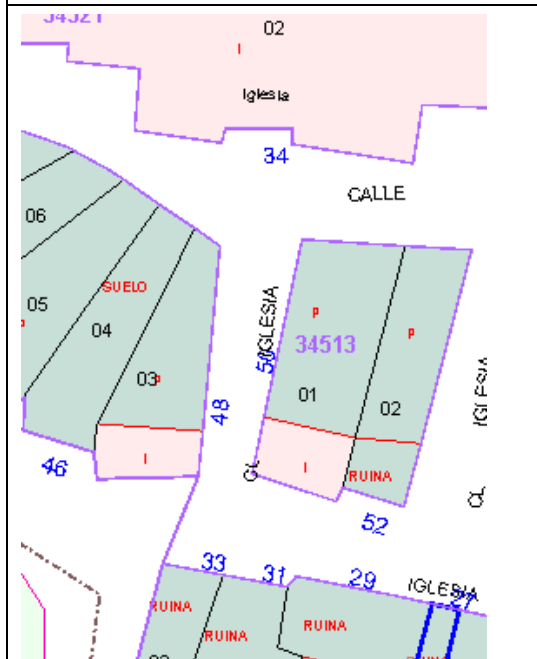 34521
02
I
Iglesia
34
CALLE
06
SUELO
05
04
P
IGLESIA
P
34513
50
03
P
01
02
48
IGLESIA
46
I
CL
I
RUINA
CL
52
33
31
29
IGLESIA
27
RUINA
RUINA
RUINA